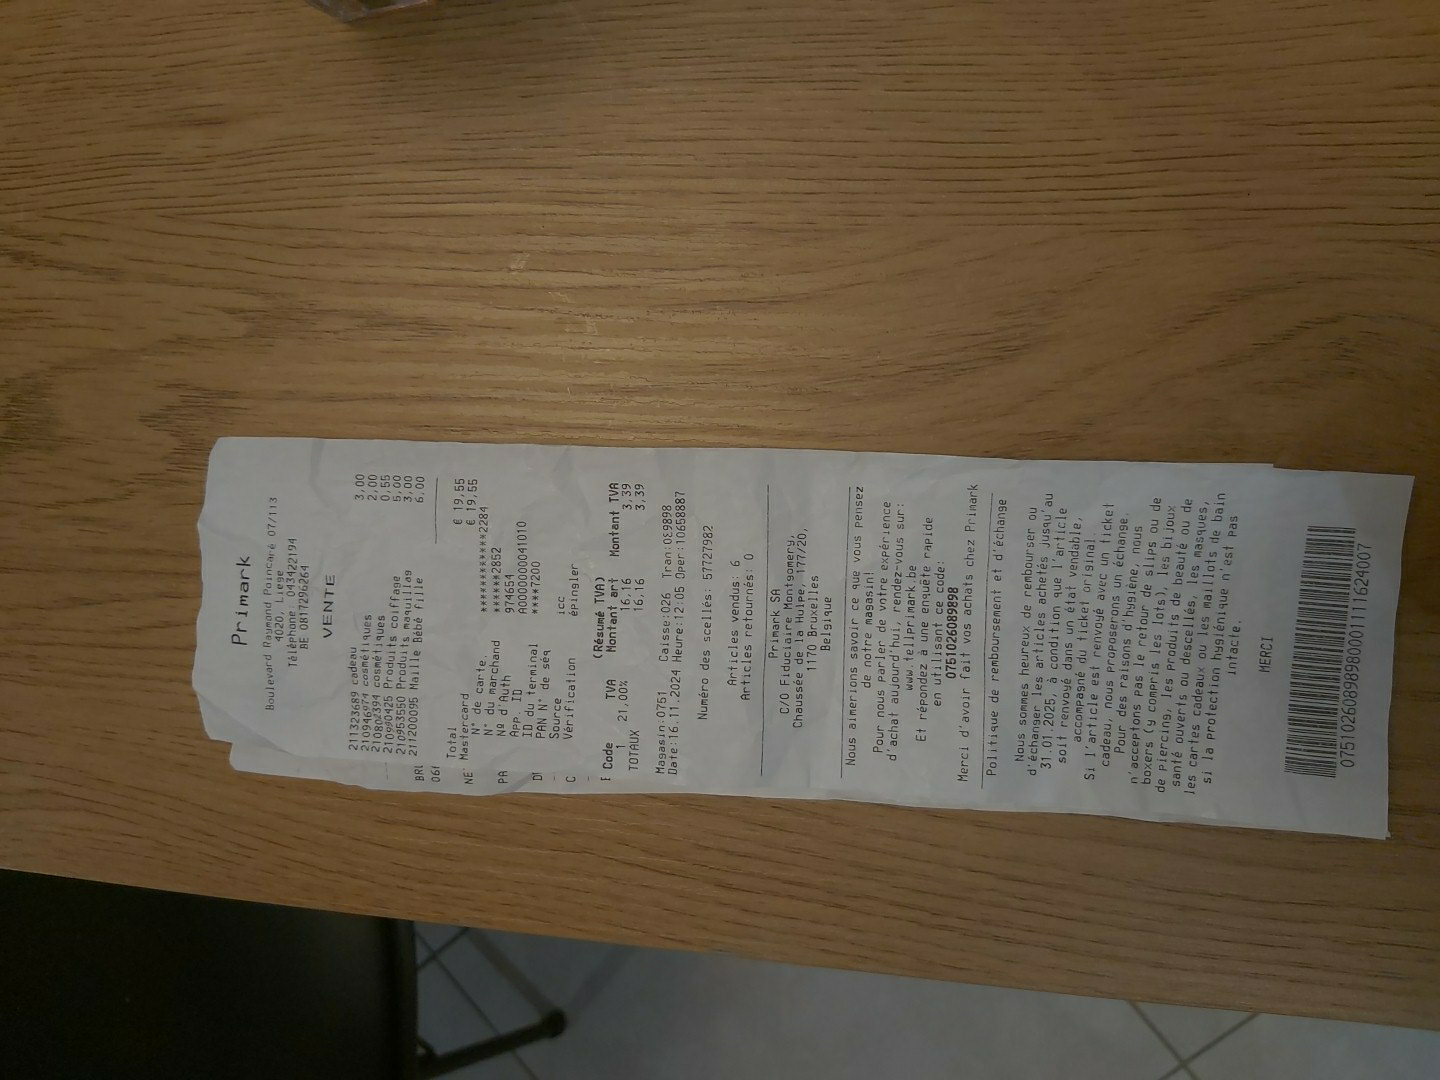 Primark
Boulevard Raymond Poincaré 07/113
4020, Liege
Téléphone 043422194
BE 0817296264
VENTE
211323689 cadeau 3,00
210946974 cosmétiques 2,00
210802394 cosmétiques 0,55
210990425 Produits coiffage 5,00
210953550 Produits maquillag 3,00
211200095 Maille Bébé fille 6,00
Total € 19,55
Mastercard € 19,55
N° de carte. ************2284
N° du marchand ******2852
Nº d'Auth 974654
App. ID A0000000041010
ID du terminal ****7200
PAN N° de séq
Source icc
Vérification épingler
(Résumé TVA)
Code TVA Montant art Montant TVA
1 21,00% 16,16 3,39
TOTAUX 16,16 3,39
Magasin:0751 Caisse:026 Tran:089898
Date:16.11.2024 Heure:12:05 Oper:10658887
Numéro des scellés: 57727982
Articles vendus: 6
Articles retournés: 0
Primark SA
C/O Fiduciaire Montgomery,
Chaussée de la Hulpe, 177/20,
1170 Bruxelles
Belgique
Nous aimerions savoir ce que vous pensez
de notre magasin!
Pour nous parler de votre expérience
d'achat aujourd'hui, rendez-vous sur:
www.tellprimark.be
Et répondez à une enquête rapide
en utilisant ce code:
075102608­9898
Merci d'avoir fait vos achats chez Primark
Politique de remboursement et d'échange
Nous sommes heureux de rembourser ou
d'échanger les articles achetés jusqu'au
31.01.2025, à condition que l'article
soit renvoyé dans un état vendable,
accompagné du ticket original.
Si l'article est renvoyé avec un ticket
cadeau, nous proposerons un échange.
Pour des raisons d'hygiène, nous
n'acceptons pas le retour de slips ou de
boxers (y compris les lots), les bijoux
de piercing, les produits de beauté ou de
santé ouverts ou descellés, les masques,
les cartes cadeaux ou les maillots de bain
si la protection hygiénique n'est pas
intacte.
MERCI
07510260898980001111624007